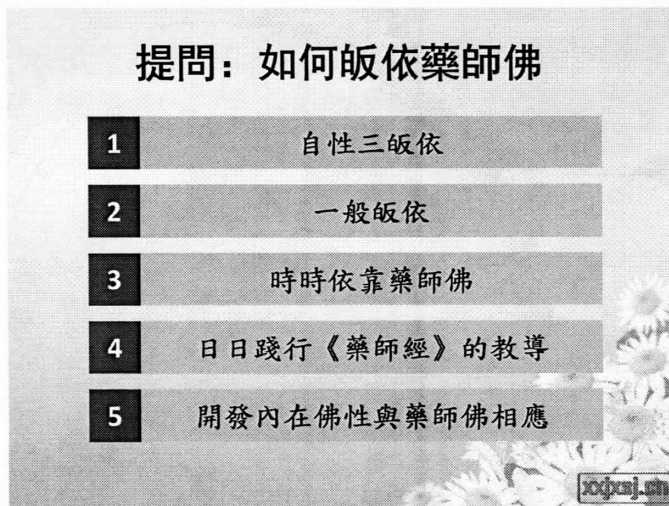 提問：如何皈依藥師佛
1 自性三皈依
2 一般皈依
3 時時依靠藥師佛
4 日日踐行《藥師經》的教導
5 開發內在佛性與藥師佛相應